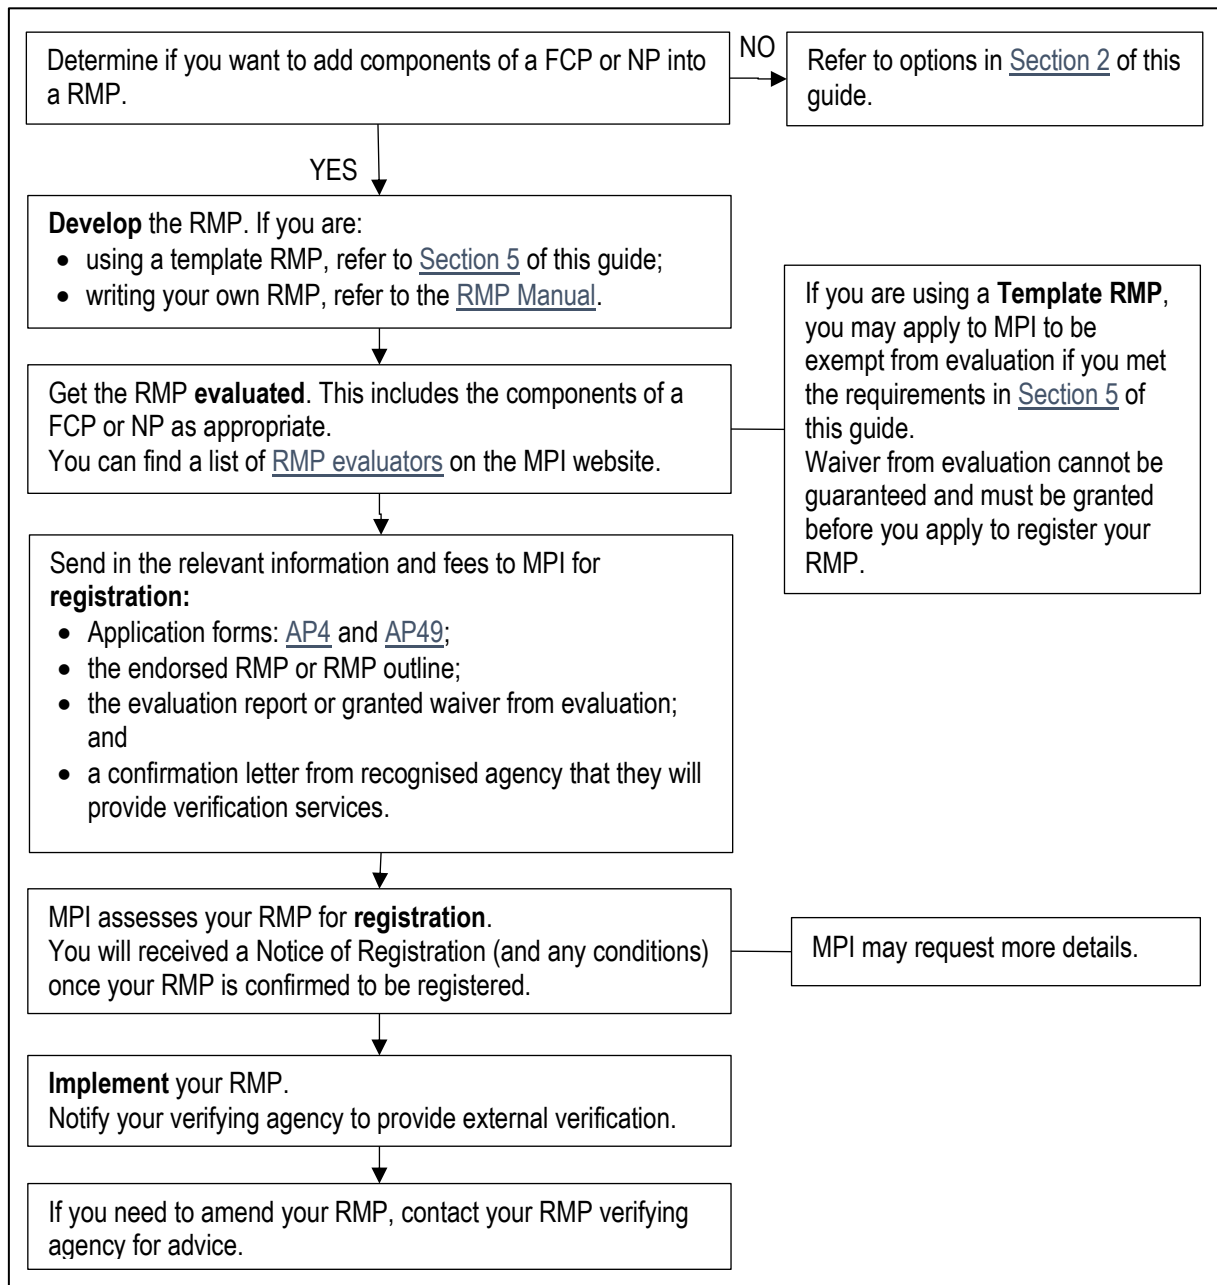 Determine if you want to add components of a FCP or NP into
a RMP.
NO
Refer to options in Section 2 of this
guide.
YES
Develop the RMP. If you are:
• using a template RMP, refer to Section 5 of this guide;
• writing your own RMP, refer to the RMP Manual.
Get the RMP evaluated. This includes the components of a
FCP or NP as appropriate.
You can find a list of RMP evaluators on the MPI website.
If you are using a Template RMP,
you may apply to MPI to be
exempt from evaluation if you met
the requirements in Section 5 of
this guide.
Waiver from evaluation cannot be
guaranteed and must be granted
before you apply to register your
RMP.
Send in the relevant information and fees to MPI for
registration:
• Application forms: AP4 and AP49;
• the endorsed RMP or RMP outline;
• the evaluation report or granted waiver from evaluation;
and
• a confirmation letter from recognised agency that they will
provide verification services.
MPI assesses your RMP for registration.
You will received a Notice of Registration (and any conditions)
once your RMP is confirmed to be registered.
MPI may request more details.
Implement your RMP.
Notify your verifying agency to provide external verification.
If you need to amend your RMP, contact your RMP verifying
agency for advice.